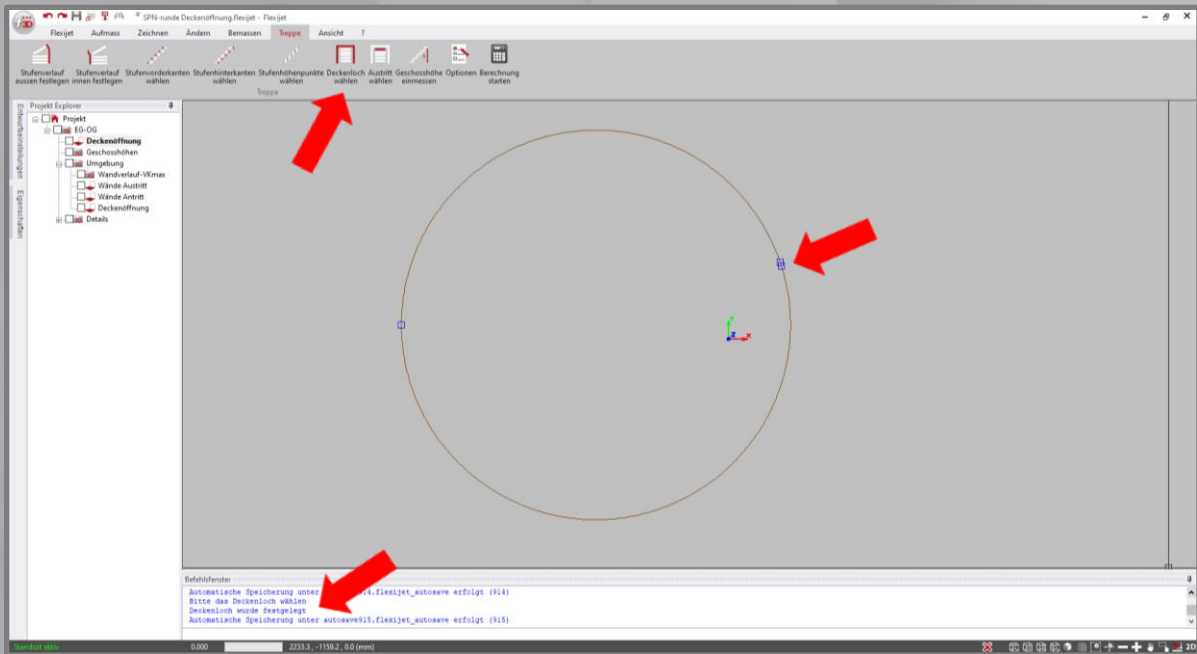 SPN-runde Deckenöffnung.flexijet - Flexijet
Flexijet Aufmass Zeichnen Ändern Bemassen Treppe Ansicht ?
Stufenverlauf aussen festlegen
Stufenverlauf innen festlegen
Stufenvorderkanten wählen
Stufenhinterkanten wählen
Stufenhöhenpunkte wählen
Deckenloch wählen
Austritt wählen
Geschosshöhe einmessen
Optionen
Berechnung starten
Treppe
Entwurfseinstellungen
Eigenschaften
Projekt Explorer
Projekt
EG-OG
Deckenöffnung
Geschosshöhen
Umgebung
Wandverlauf-VKmax
Wände Austritt
Wände Antritt
Deckenöffnung
Details
Y
Z
X
Befehlsfenster
Automatische Speicherung unter 14.flexijet_autosave erfolgt (914)
Bitte das Deckenloch wählen
Deckenloch wurde festgelegt
Automatische Speicherung unter autosave915.flexijet_autosave erfolgt (915)
Standort aktiv 0.000 2233.3 , -1159.2, 0.0 (mm) 2D